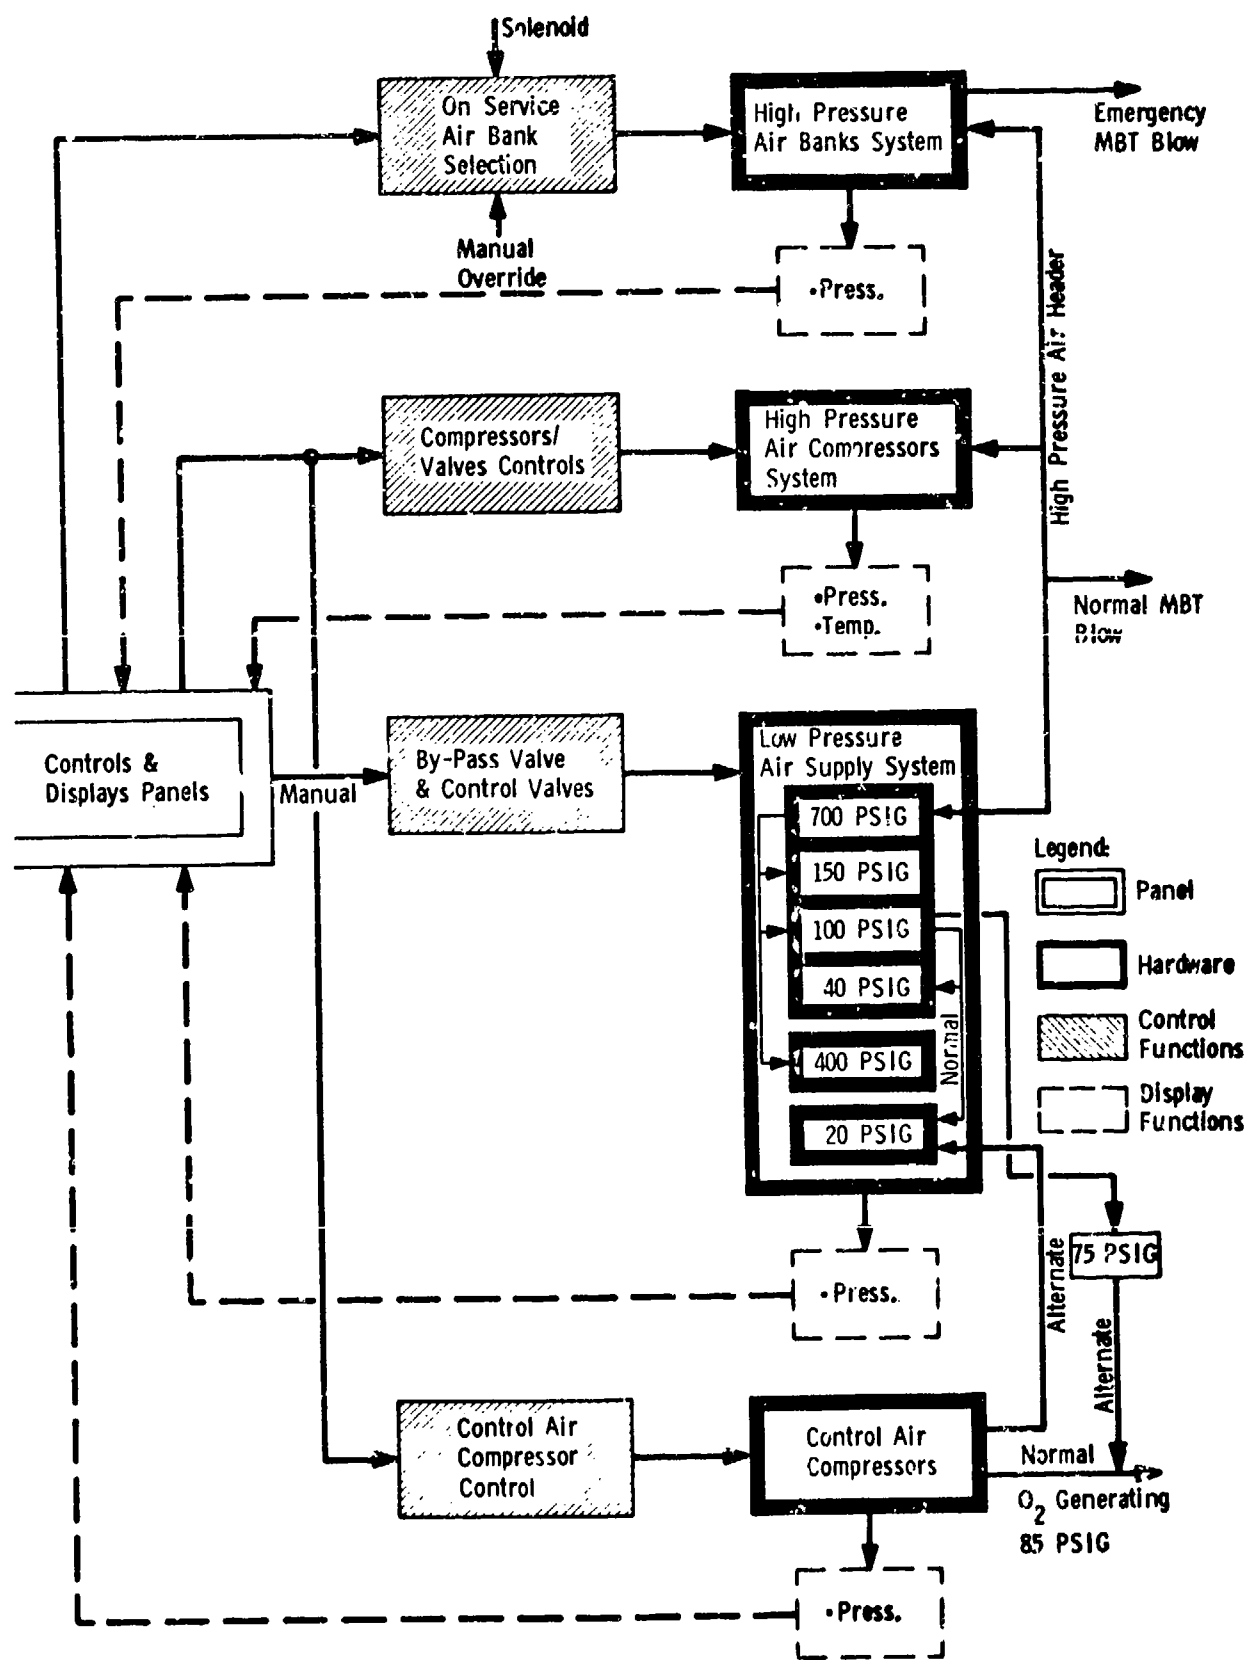 Solenoid
On Service
Air Bank
Selection
Manual
Override
High Pressure
Air Banks System
Emergency
MBT Blow
•Press.
High Pressure Air Header
Compressors/
Valves Controls
High Pressure
Air Compressors
System
•Press.
•Temp.
Normal MBT
Blow
Controls &
Displays Panels
Manual
By-Pass Valve
& Control Valves
Low Pressure
Air Supply System
700 PSIG
150 PSIG
100 PSIG
40 PSIG
400 PSIG
20 PSIG
Normal
Legend:
Panel
Hardware
Control
Functions
Display
Functions
75 PSIG
Alternate
Alternate
•Press.
Control Air
Compressor
Control
Control Air
Compressors
Normal
O2 Generating
85 PSIG
•Press.